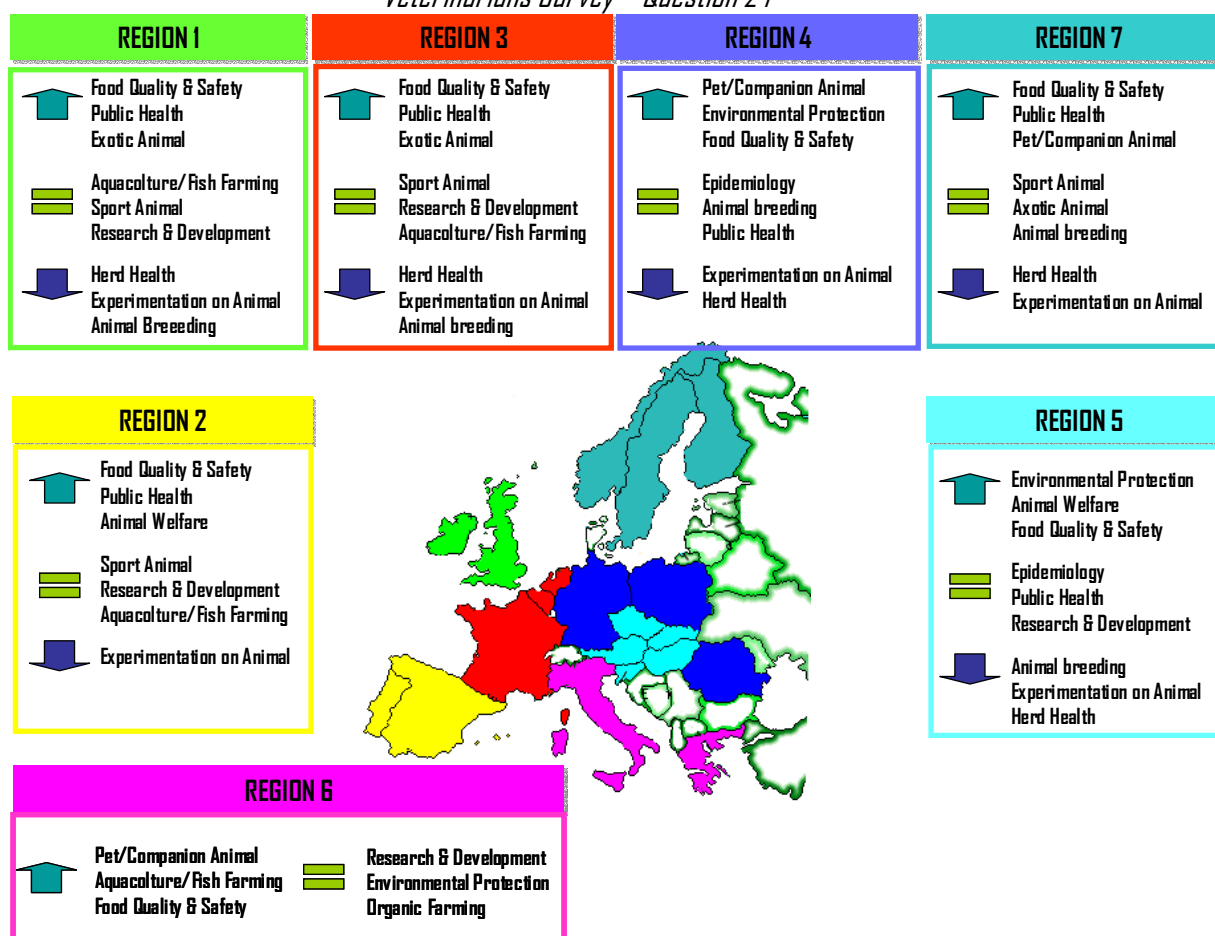 Veterinarians Survey – Question 24
REGION 1
Food Quality & Safety
Public Health
Exotic Animal
Aquacolture/Fish Farming
Sport Animal
Research & Development
Herd Health
Experimentation on Animal
Animal Breeeding
REGION 3
Food Quality & Safety
Public Health
Exotic Animal
Sport Animal
Research & Development
Aquacolture/Fish Farming
Herd Health
Experimentation on Animal
Animal breeding
REGION 4
Pet/Companion Animal
Environmental Protection
Food Quality & Safety
Epidemiology
Animal breeding
Public Health
Experimentation on Animal
Herd Health
REGION 7
Food Quality & Safety
Public Health
Pet/Companion Animal
Sport Animal
Axotic Animal
Animal breeding
Herd Health
Experimentation on Animal
REGION 2
Food Quality & Safety
Public Health
Animal Welfare
Sport Animal
Research & Development
Aquacolture/Fish Farming
Experimentation on Animal
REGION 5
Environmental Protection
Animal Welfare
Food Quality & Safety
Epidemiology
Public Health
Research & Development
Animal breeding
Experimentation on Animal
Herd Health
REGION 6
Pet/Companion Animal
Aquacolture/Fish Farming
Food Quality & Safety
Research & Development
Environmental Protection
Organic Farming